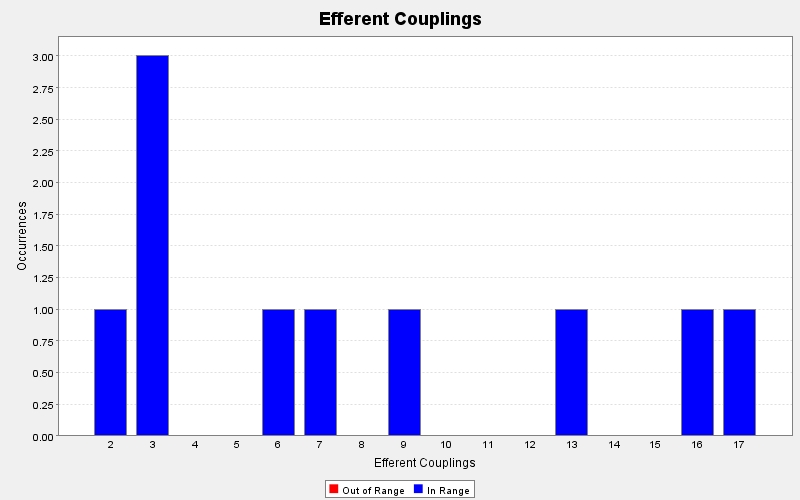 Efferent Couplings
3.00
2.75
2.50
2.25
2.00
1.75
1.50
1.25
1.00
0.75
0.50
0.25
0.00
Occurrences
2 3 4 5 6 7 8 9 10 11 12 13 14 15 16 17
Efferent Couplings
Out of Range In Range